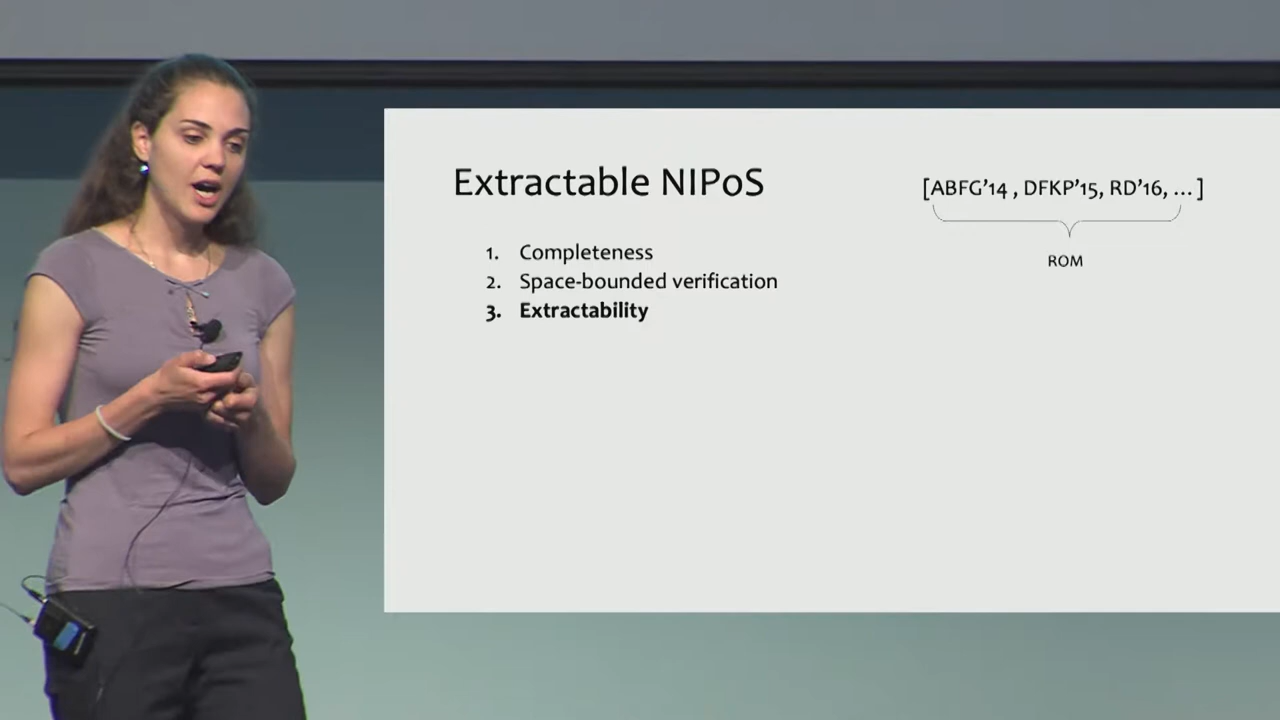 Extractable NIPoS
[ABFG'14 , DFKP'15, RD'16, ... ]
ROM
1. Completeness
2. Space-bounded verification
3. Extractability